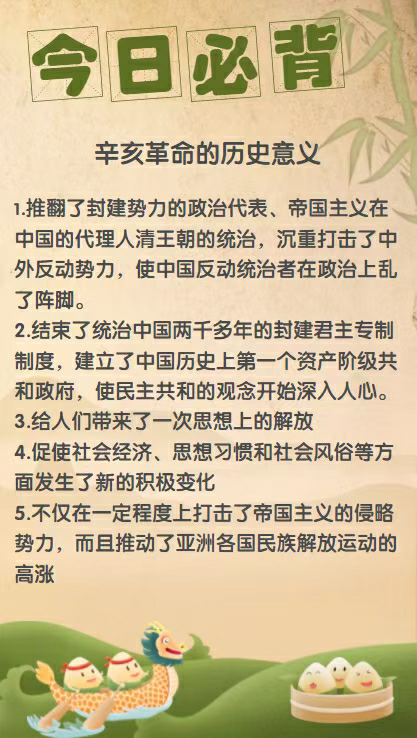 今日必背
辛亥革命的历史意义
1.推翻了封建势力的政治代表、帝国主义在
中国的代理人清王朝的统治，沉重打击了中
外反动势力，使中国反动统治者在政治上乱
了阵脚。
2.结束了统治中国两千多年的封建君主专制
制度，建立了中国历史上第一个资产阶级共
和政府，使民主共和的观念开始深入人心。
3.给人们带来了一次思想上的解放
4.促使社会经济、思想习惯和社会风俗等方
面发生了新的积极变化
5.不仅在一定程度上打击了帝国主义的侵略
势力，而且推动了亚洲各国民族解放运动的
高涨